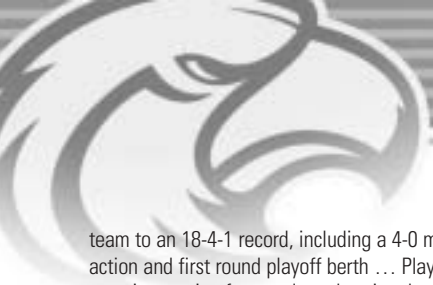 team to an 18-4-1 record, including a 4-0 m
action and first round playoff berth … Play